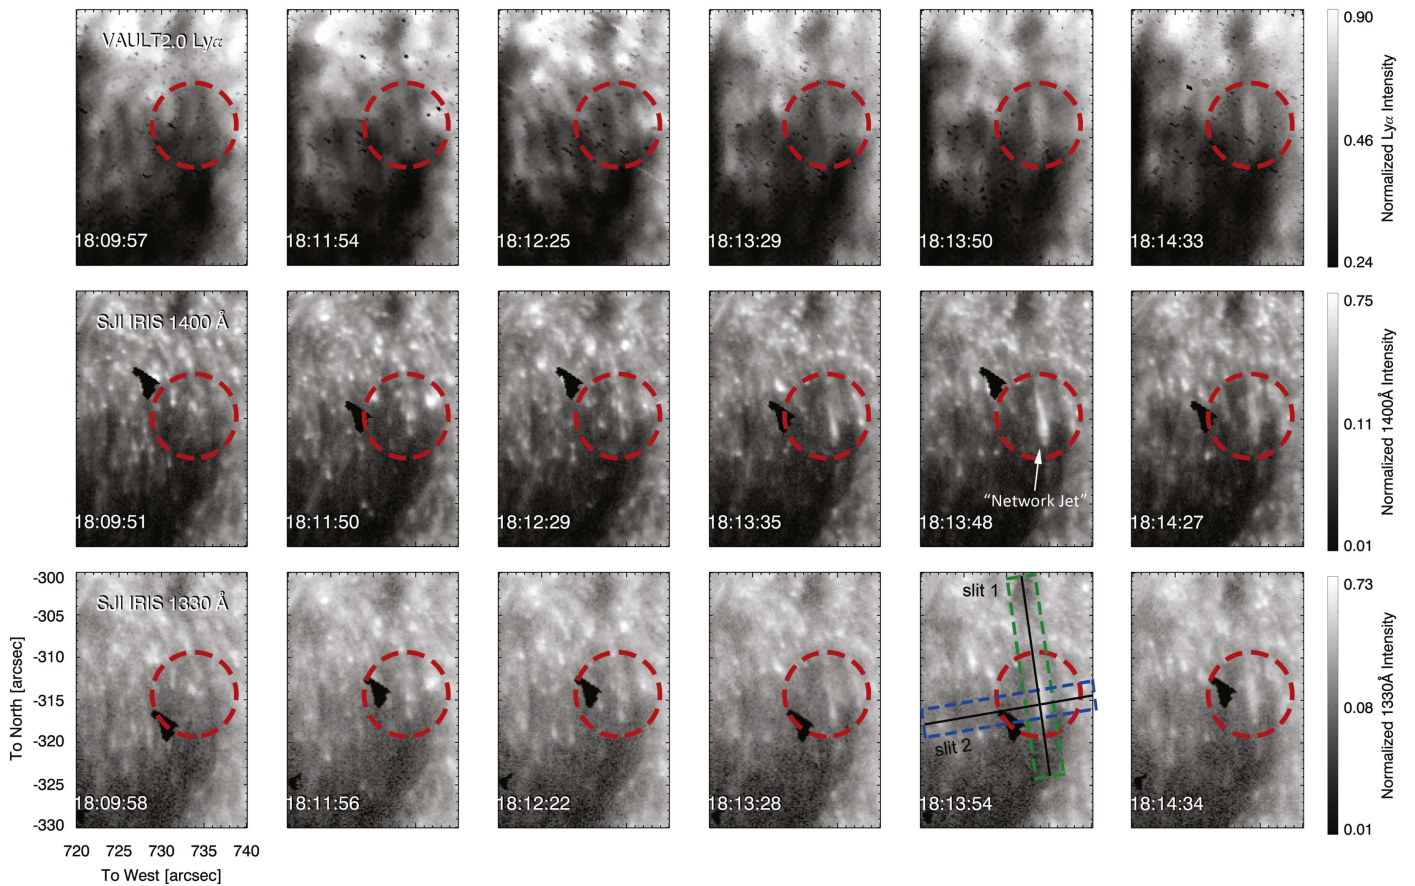 VAULT2.0 Lyα
18:09:57
18:11:54
18:12:25
18:13:29
18:13:50
18:14:33
0.90
0.46
0.24
Normalized Lyα Intensity
SJI IRIS 1400 Å
18:09:51
18:11:50
18:12:29
18:13:35
“Network Jet”
18:13:48
18:14:27
0.75
0.11
0.01
Normalized 1400Å Intensity
SJI IRIS 1330 Å
18:09:58
18:11:56
18:12:22
18:13:28
slit 1
slit 2
18:13:54
18:14:34
0.73
0.08
0.01
Normalized 1330Å Intensity
-300
-305
-310
-315
-320
-325
-330
To North [arcsec]
720 725 730 735 740
To West [arcsec]